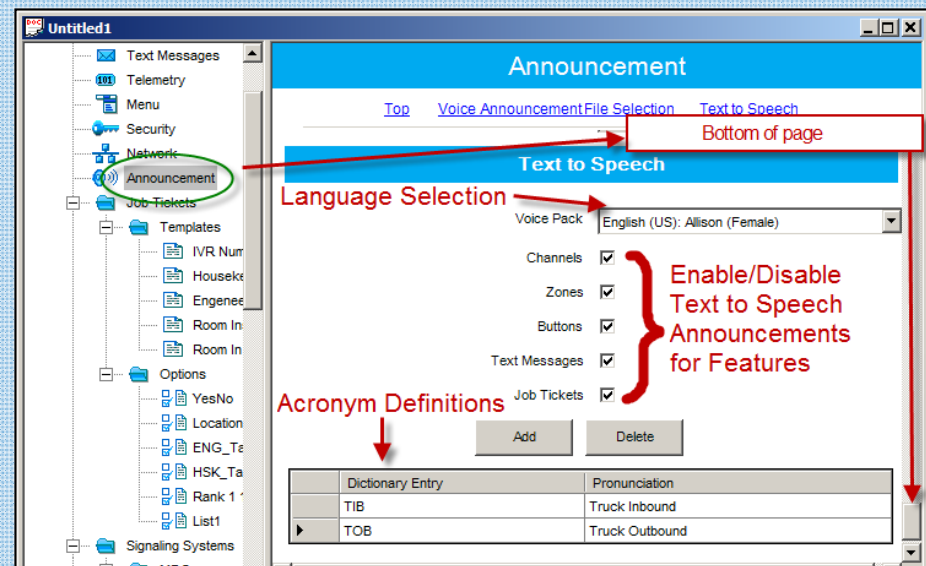 Untitled1
Text Messages
Telemetry
Menu
Security
Network
Announcement
Job Tickets
Templates
IVR Num
Houseke
Engenee
Room In
Room In
Options
YesNo
Location
ENG_Ta
HSK_Ta
Rank 1
List1
Signaling Systems
Announcement
Top Voice Announcement File Selection Text to Speech
Bottom of page
Text to Speech
Language Selection
Voice Pack English (US): Allison (Female)
Channels
Zones
Buttons
Text Messages
Job Tickets
Enable/Disable
Text to Speech
Announcements
for Features
Acronym Definitions
Add Delete
Dictionary Entry Pronunciation
TIB Truck Inbound
TOB Truck Outbound